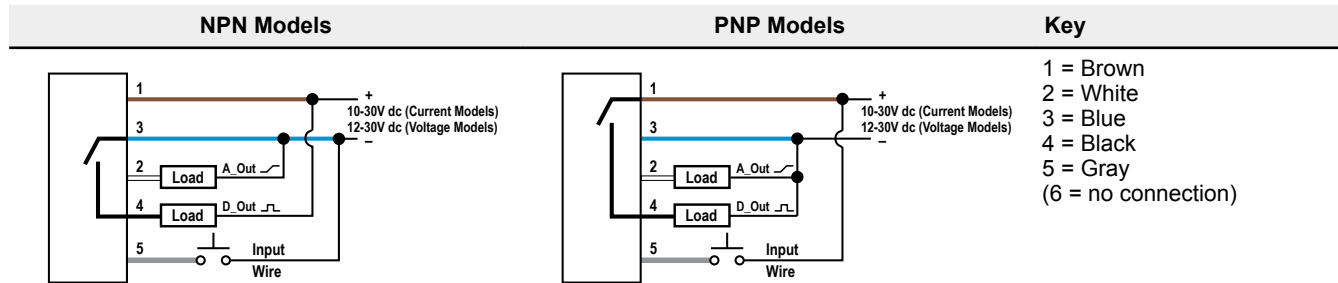 NPN Models
PNP Models
Key
1
+
10-30V dc (Current Models)
12-30V dc (Voltage Models)
–
3
2
Load
A_Out
4
Load
D_Out
5
Input
Wire
1
+
10-30V dc (Current Models)
12-30V dc (Voltage Models)
–
3
2
Load
A_Out
4
Load
D_Out
5
Input
Wire
1 = Brown
2 = White
3 = Blue
4 = Black
5 = Gray
(6 = no connection)